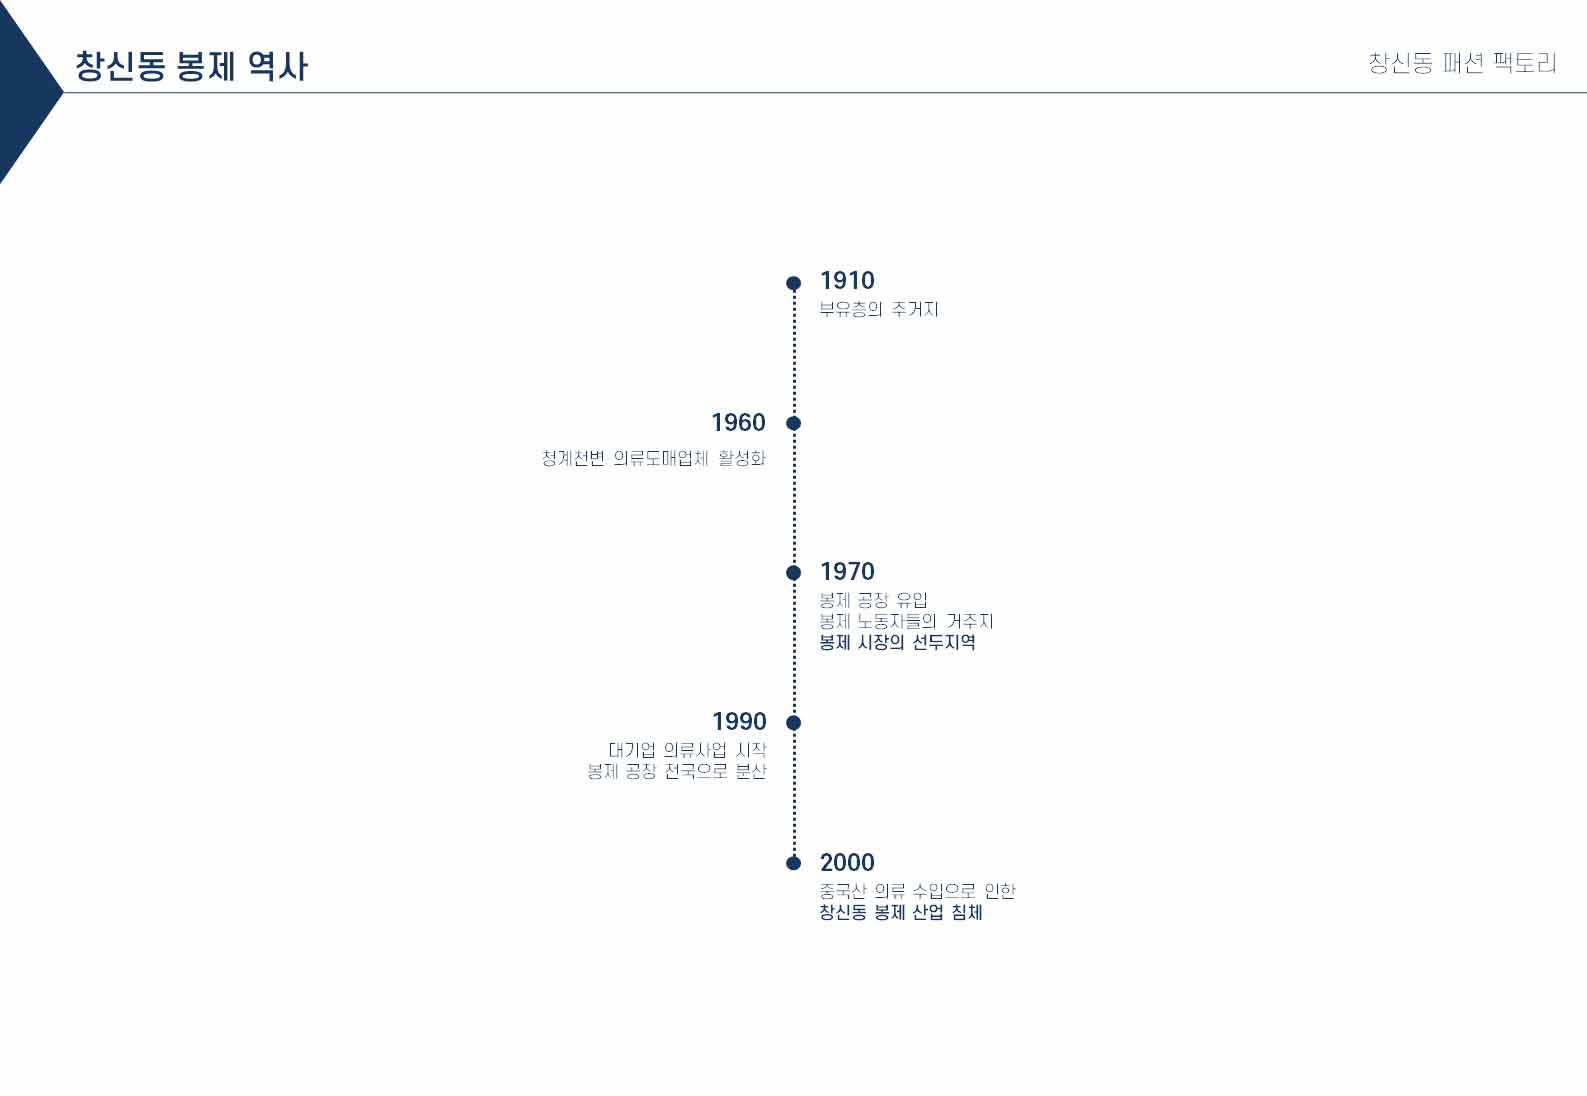 창신동 봉제 역사
창신동 패션 팩토리
1910
부유층의 주거지
1960
청계천변 의류도매업체 활성화
1970
봉제 공장 유입
봉제 노동자들의 거주지
봉제 시장의 선두지역
1990
대기업 의류사업 시작
봉제 공장 전국으로 분산
2000
중국산 의류 수입으로 인한
창신동 봉제 산업 침체